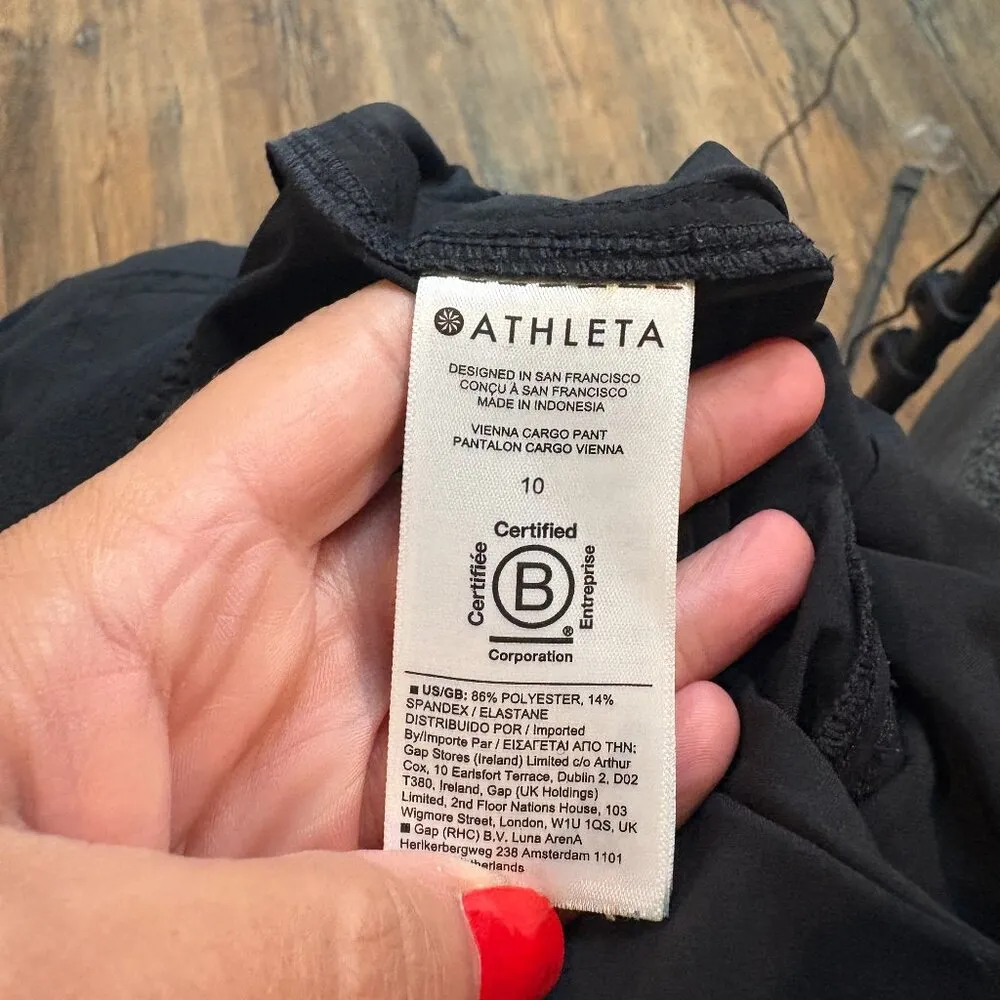 ATHLETA
DESIGNED IN SAN FRANCISCO
CONÇU À SAN FRANCISCO
MADE IN INDONESIA
VIENNA CARGO PANT
PANTALON CARGO VIENNA
10
Certified
Certifiée
B
®
Entreprise
Corporation
US/GB: 86% POLYESTER, 14%
SPANDEX / ELASTANE
DISTRIBUIDO POR / Imported
By/Importe Par / ΕΙΣΑΓΕΤΑΙ ΑΠΟ ΤΗΝ:
Gap Stores (Ireland) Limited c/o Arthur
Cox, 10 Earlsfort Terrace, Dublin 2, D02
T380, Ireland, Gap (UK Holdings)
Limited, 2nd Floor Nations House, 103
Wigmore Street, London, W1U 1QS, UK
Gap (RHC) B.V. Luna ArenA
Herikerbergweg 238 Amsterdam 1101